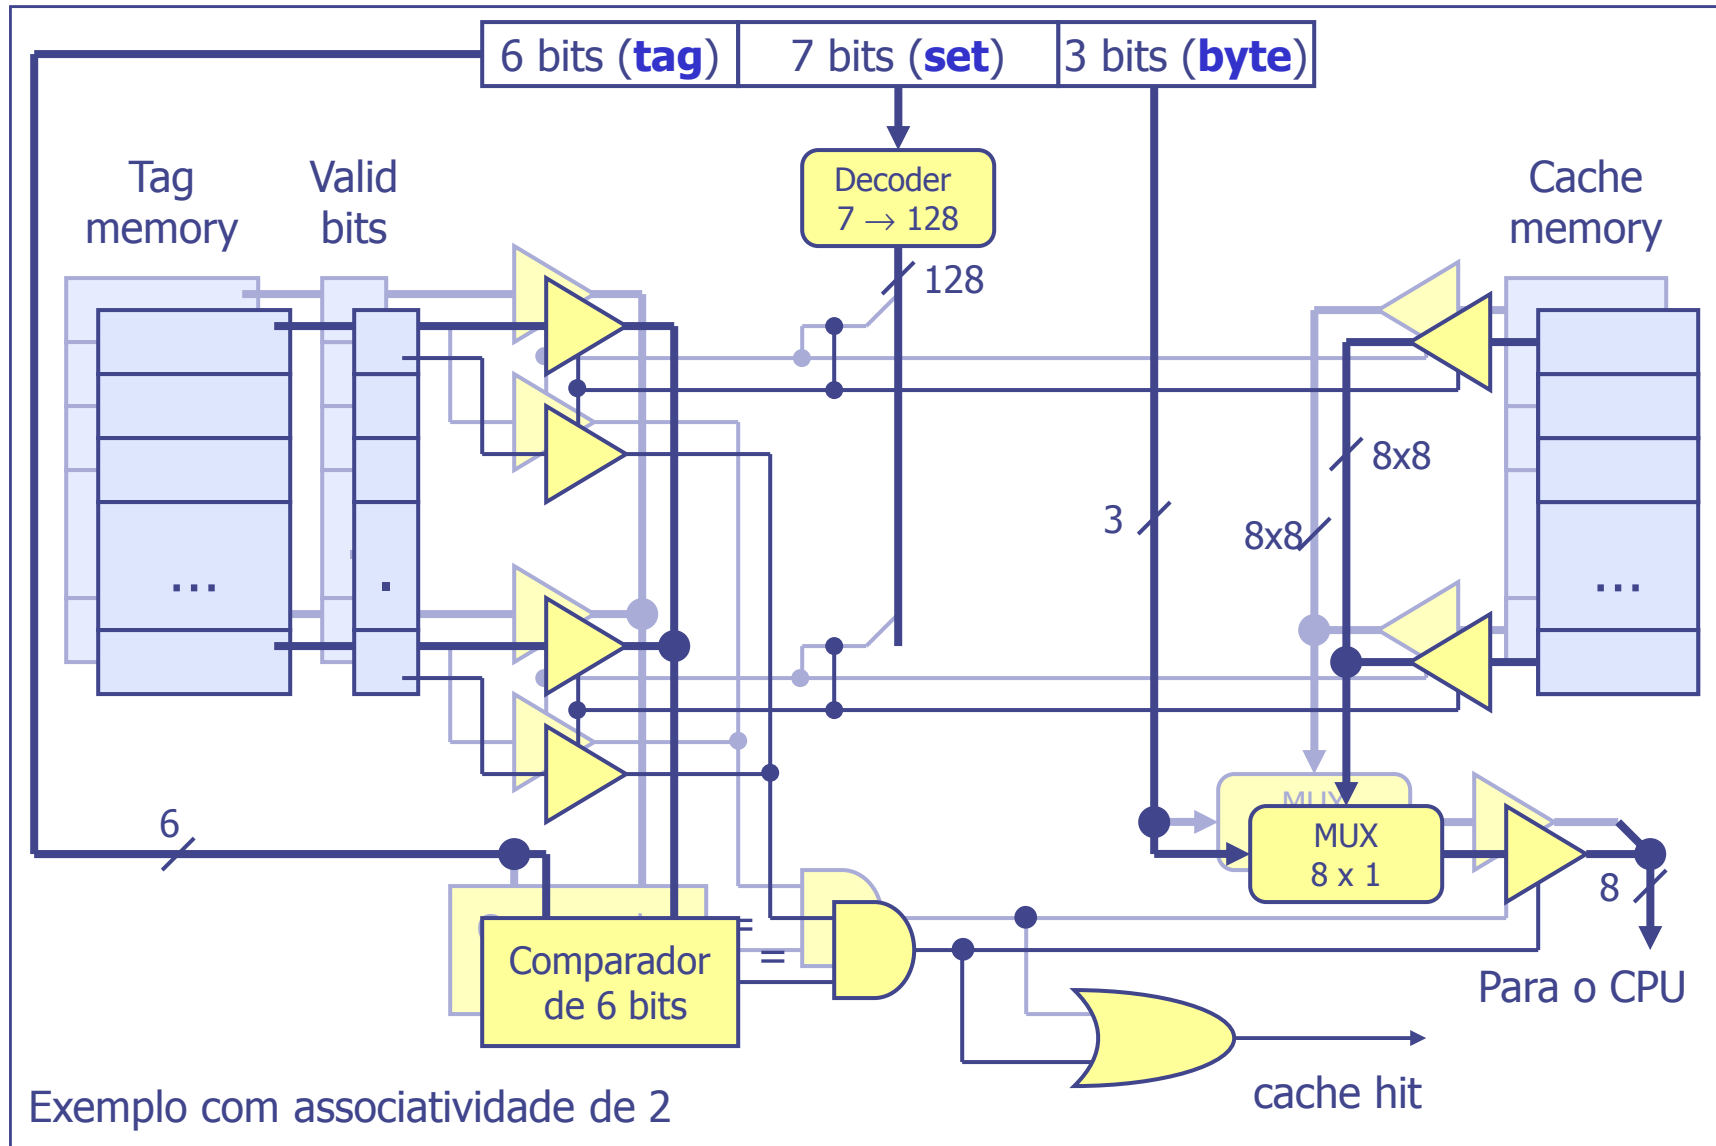 6 bits (tag) 7 bits (set) 3 bits (byte)
Tag
memory
Valid
bits
Decoder
7 → 128
Cache
memory
128
8x8
3
8x8
...
.
...
6
MUX
MUX
8 x 1
8
=
=
Comparador
de 6 bits
Para o CPU
cache hit
Exemplo com associatividade de 2